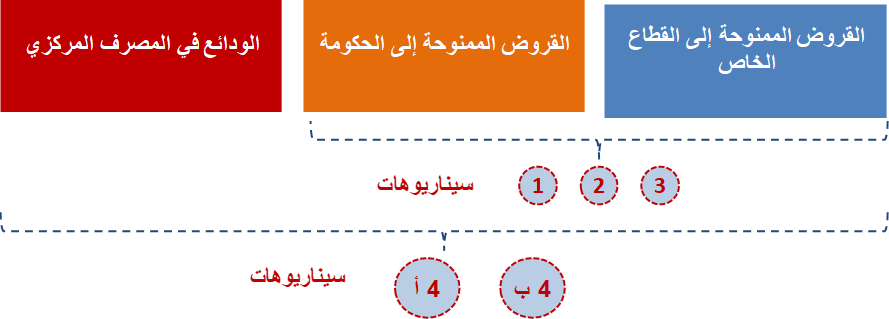 القروض الممنوحة إلى القطاع
الخاص
القروض الممنوحة إلى الحكومة
الودائع في المصرف المركزي
سيناريوهات 1 2 3
سيناريوهات 4 أ 4 ب